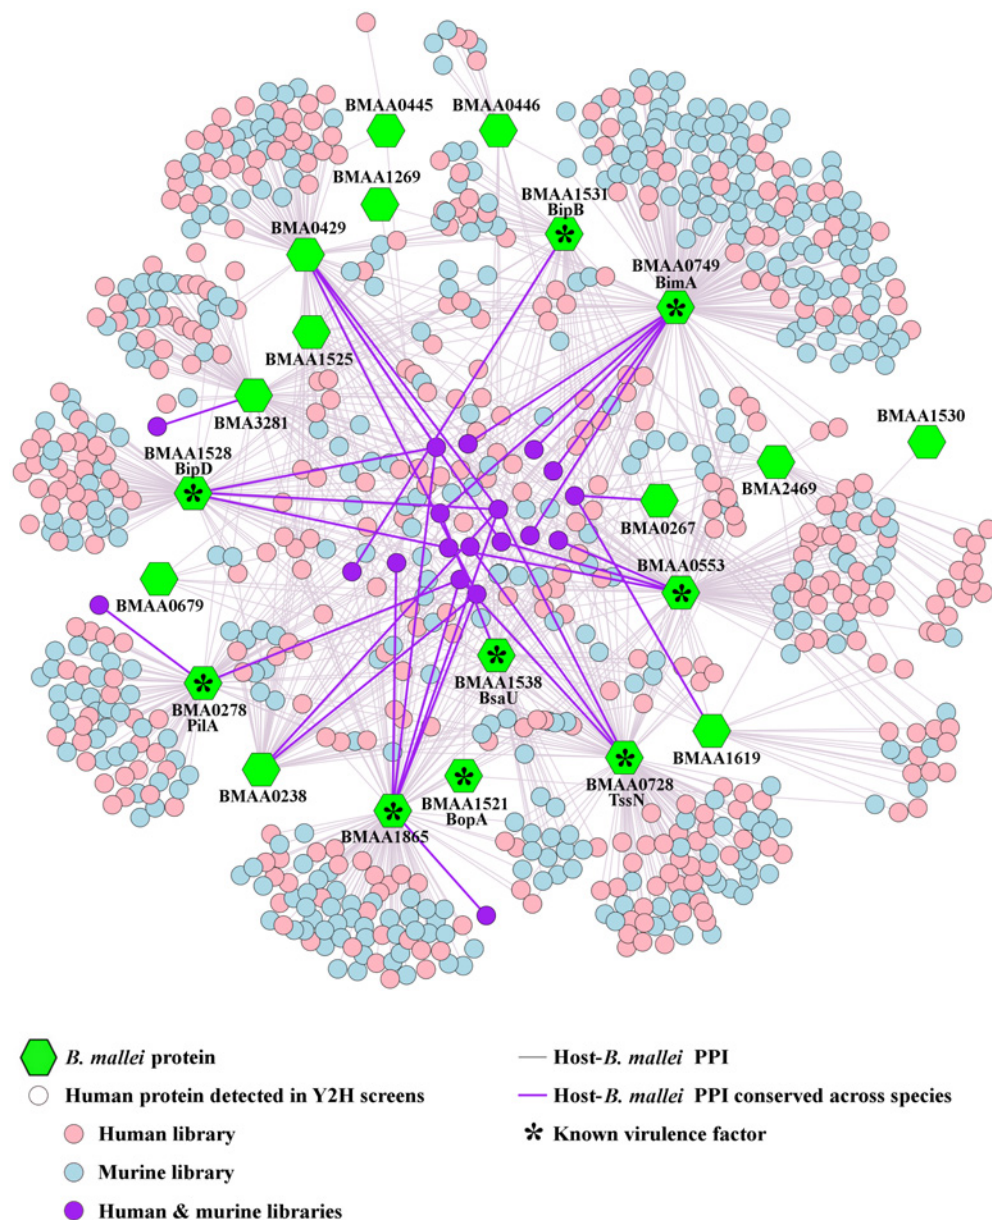 BMAA0445
BMAA0446
BMAA1269
BMAA1531
BipB
BMA0429
BMAA0749
BimA
BMAA1525
BMA3281
BMAA1530
BMAA1528
BipD
BMA2469
BMA0267
BMAA0553
BMAA0679
BMAA1538
BsaU
BMA0278
PilA
BMAA1619
BMAA0238
BMAA0728
TssN
BMAA1521
BopA
BMAA1865
B. mallei protein
Host-B. mallei PPI
Human protein detected in Y2H screens
Host-B. mallei PPI conserved across species
Human library
* Known virulence factor
Murine library
Human & murine libraries